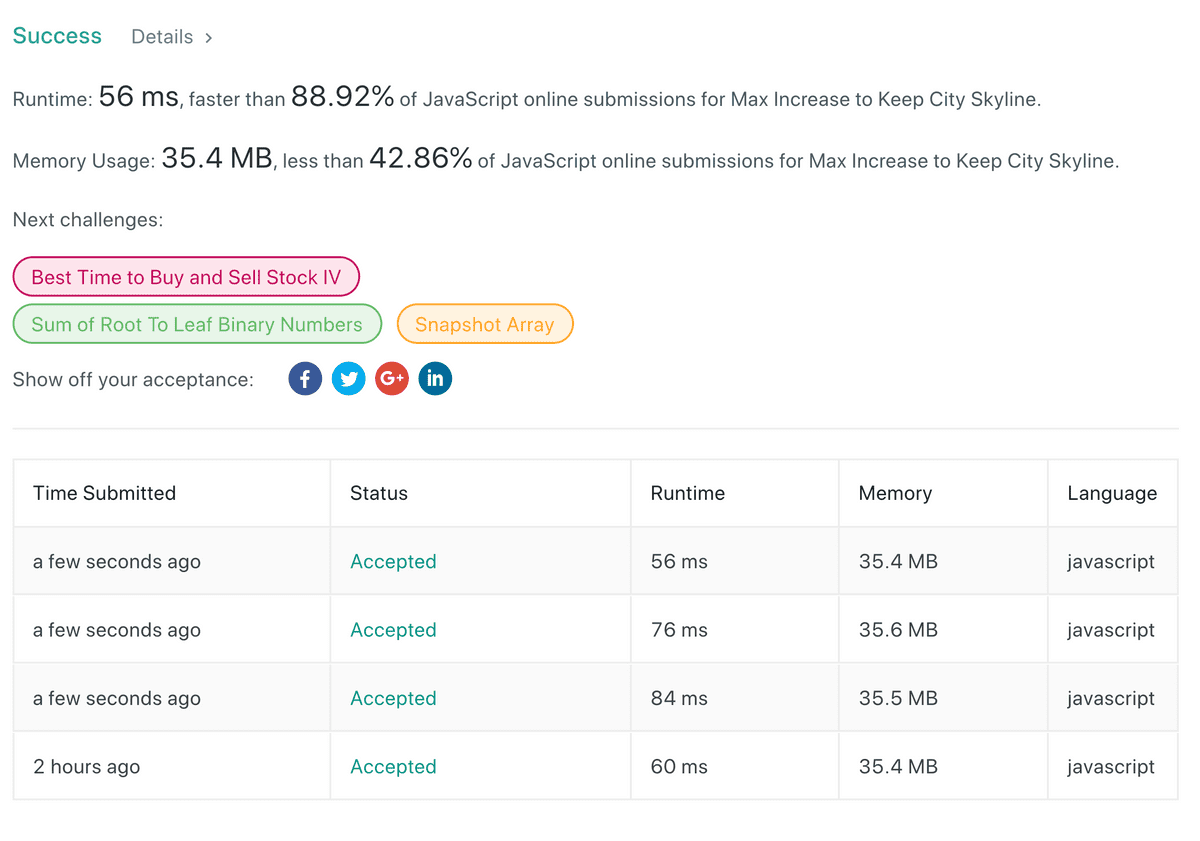 Success Details >
Runtime: 56 ms, faster than 88.92% of JavaScript online submissions for Max Increase to Keep City Skyline.
Memory Usage: 35.4 MB, less than 42.86% of JavaScript online submissions for Max Increase to Keep City Skyline.
Next challenges:
Best Time to Buy and Sell Stock IV
Sum of Root To Leaf Binary Numbers Snapshot Array
Show off your acceptance: f G+ in
Time Submitted Status Runtime Memory Language
a few seconds ago Accepted 56 ms 35.4 MB javascript
a few seconds ago Accepted 76 ms 35.6 MB javascript
a few seconds ago Accepted 84 ms 35.5 MB javascript
2 hours ago Accepted 60 ms 35.4 MB javascript